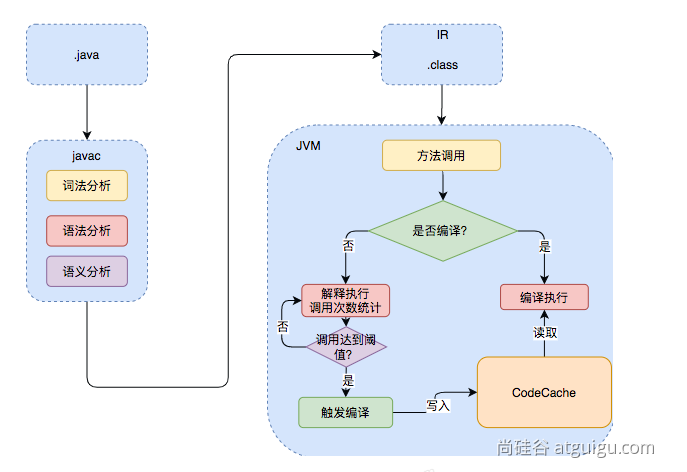 .java
javac
词法分析
语法分析
语义分析
IR
.class
JVM
方法调用
是否编译?
否
是
解释执行
调用次数统计
编译执行
否
调用达到阈
值?
读取
是
触发编译
写入
CodeCache
尚硅谷 atguigu.com